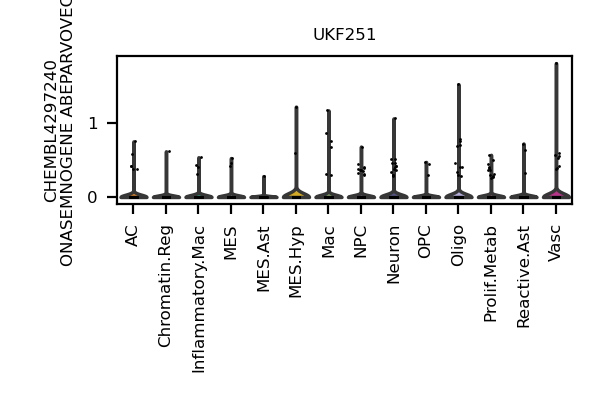 UKF251
CHEMBL4297240
ONASEMNOGENE ABEPARVOVEC
1
0
AC
Chromatin.Reg
Inflammatory.Mac
MES
MES.Ast
MES.Hyp
Mac
NPC
Neuron
OPC
Oligo
Prolif.Metab
Reactive.Ast
Vasc